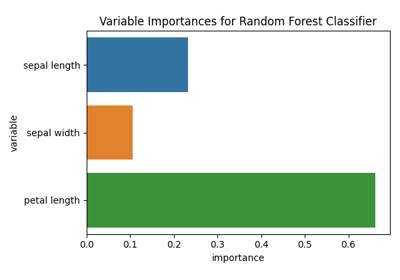 Variable Importances for Random Forest Classifier
sepal length
sepal width
petal length
variable
0.0 0.1 0.2 0.3 0.4 0.5 0.6
importance